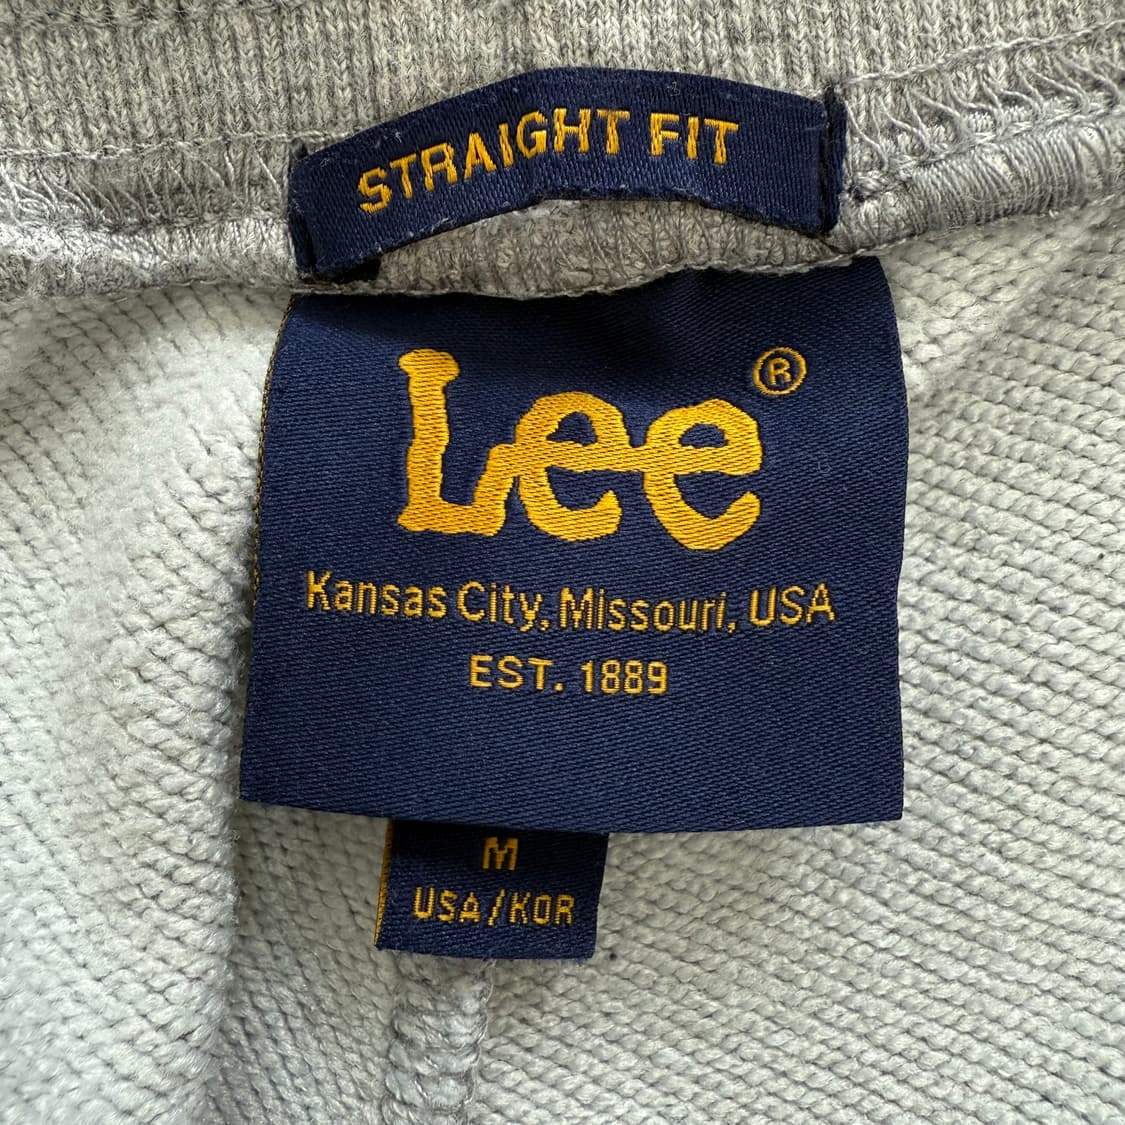 STRAIGHT FIT
Lee®
Kansas City, Missouri, USA
EST. 1889
M
USA/KOR